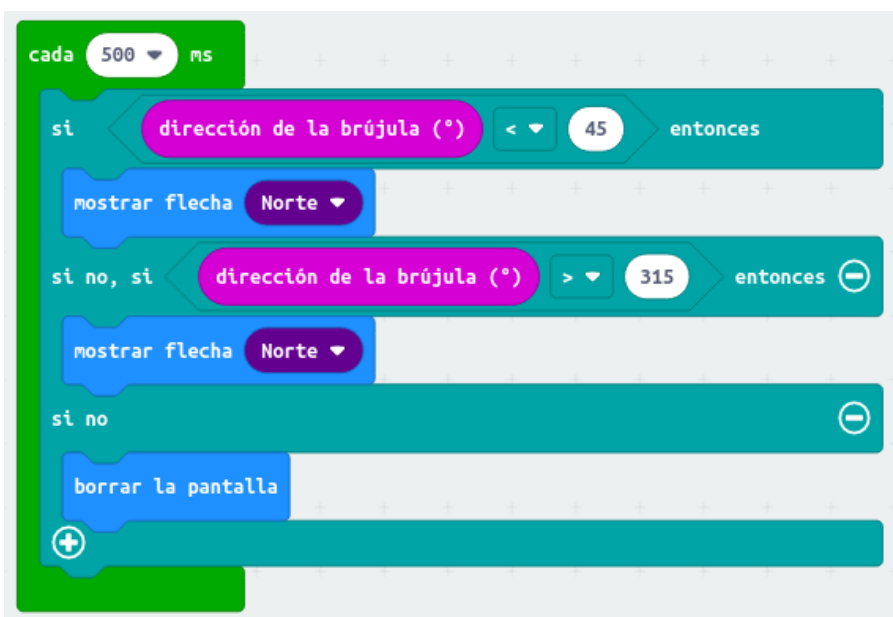 cada 500 ms
si dirección de la brújula (°) < 45 entonces
mostrar flecha Norte
si no, si dirección de la brújula (°) > 315 entonces
mostrar flecha Norte
si no
borrar la pantalla